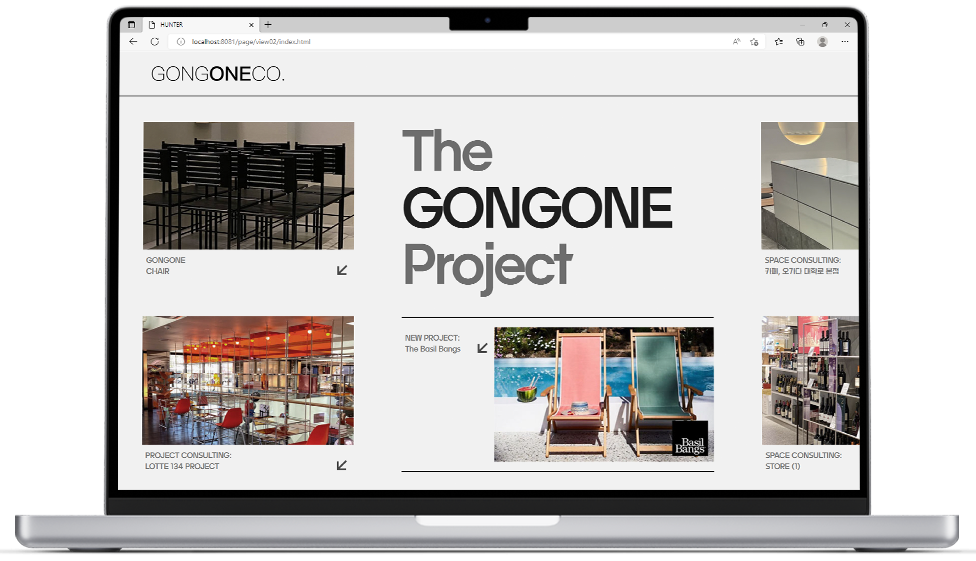 HUNTER
localhost:8081/page/view02/index.html
GONGONECO.
The
GONGONE
Project
GONGONE
CHAIR
SPACE CONSULTING:
카페, 오가다 대학로 본점
NEW PROJECT:
The Basil Bangs
Basil
Bangs
PROJECT CONSULTING:
LOTTE 134 PROJECT
SPACE CONSULTING:
STORE (1)